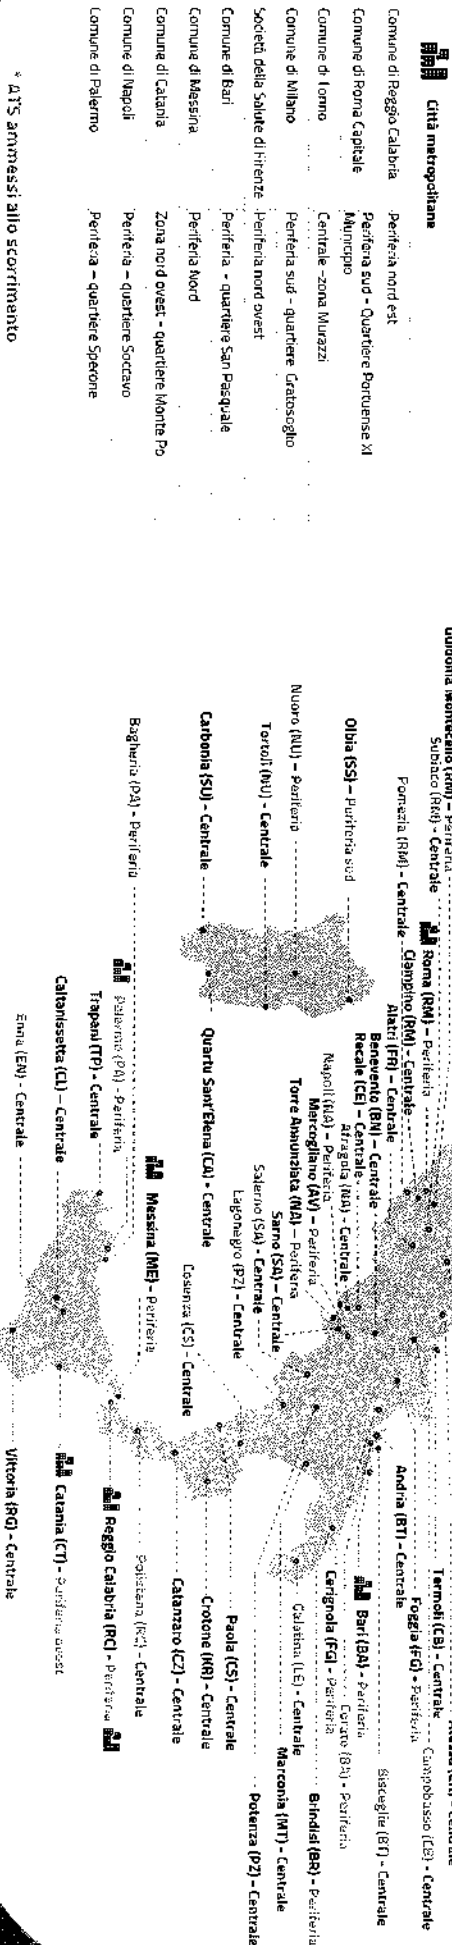 Città metropolitane
Comune di Reggio Calabria Periferia nord est
Comune di Roma Capitale Periferia sud - Quartiere Portuense XI
Municipio
Comune di Torino Centrale - zona Murazzi
Comune di Milano Periferia sud - quartiere Gratosoglio
Società della Salute di Firenze Periferia nord ovest
Comune di Bari Periferia - quartiere San Pasquale
Comune di Messina Periferia Nord
Comune di Catania Zona nord ovest - quartiere Monte Po
Comune di Napoli Periferia – quartiere Soccavo
Comune di Palermo Periferia – quartiere Sperone
* ATS ammessi allo scorrimento
Guidonia Montecelio (RM) – Periferia
Subiaco (RM) - Centrale
Roma (RM) – Periferia
Pomezia (RM) – Centrale
Ciampino (RM) - Centrale
Alatri (FR) – Centrale
Benevento (BN) – Centrale
Recale (CE) – Centrale
Afragola (NA) - Centrale
Napoli (NA) – Periferia
Mercogliano (AV) – Periferia
Torre Annunziata (NA) – Periferia
Sarno (SA) – Centrale
Salerno (SA) - Centrale
Lagonegro (PZ) - Centrale
Cosenza (CS) – Centrale
Olbia (SS) – Periferia sud
Nuoro (NU) – Periferia
Tortolì (NU) - Centrale
Carbonia (SU) - Centrale
Quartu Sant'Elena (CA) - Centrale
Messina (ME) – Periferia
Bagheria (PA) - Periferia
Palermo (PA) - Periferia
Trapani (TP) - Centrale
Caltanissetta (CL) – Centrale
Enna (EN) - Centrale
Termoli (CB) - Centrale
Campobasso (CB) - Centrale
Foggia (FG) - Periferia
Andria (BT) – Centrale
Bisceglie (BT) - Centrale
Bari (BA) - Periferia
Corato (BA) - Periferia
Cerignola (FG) - Periferia
Brindisi (BR) - Periferia
Galatina (LE) - Centrale
Marconia (MT) - Centrale
Potenza (PZ) – Centrale
Paola (CS) - Centrale
Crotone (KR) - Centrale
Catanzaro (CZ) - Centrale
Polistena (RC) - Centrale
Reggio Calabria (RC) - Periferia
Catania (CT) - Periferia ovest
Vittoria (RG) - Centrale